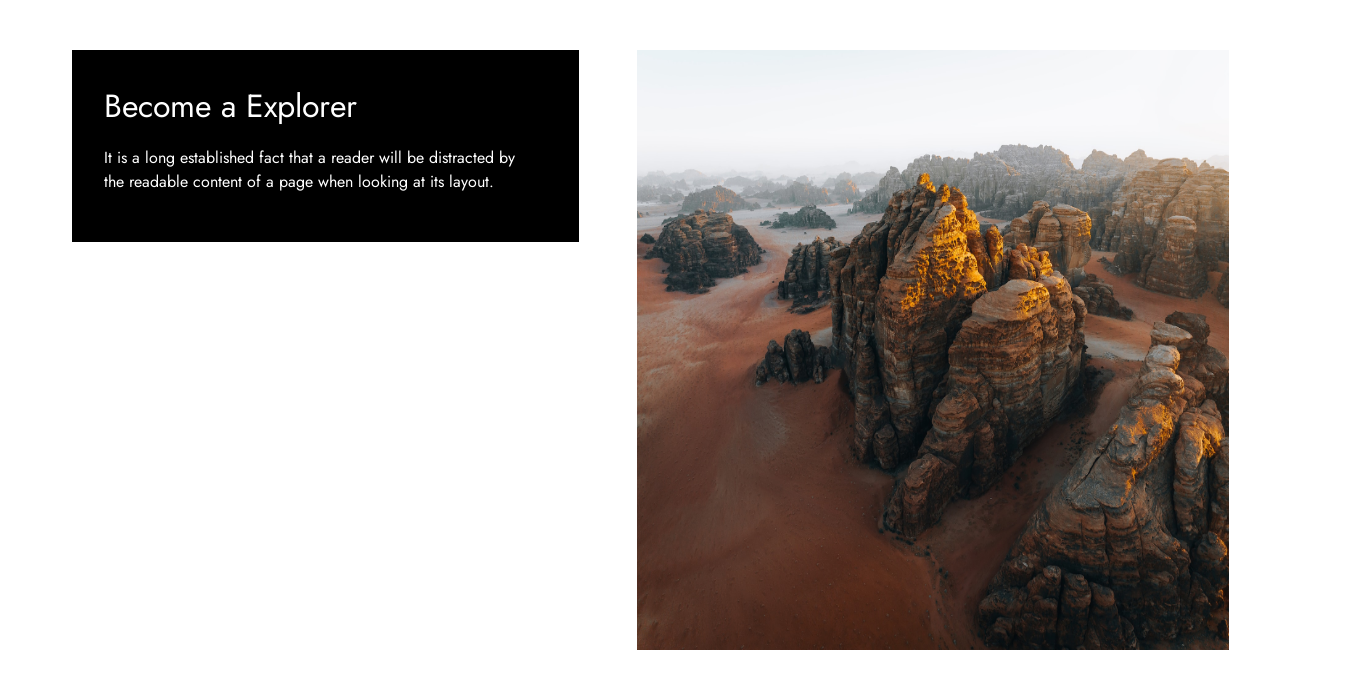 Become a Explorer
It is a long established fact that a reader will be distracted by
the readable content of a page when looking at its layout.